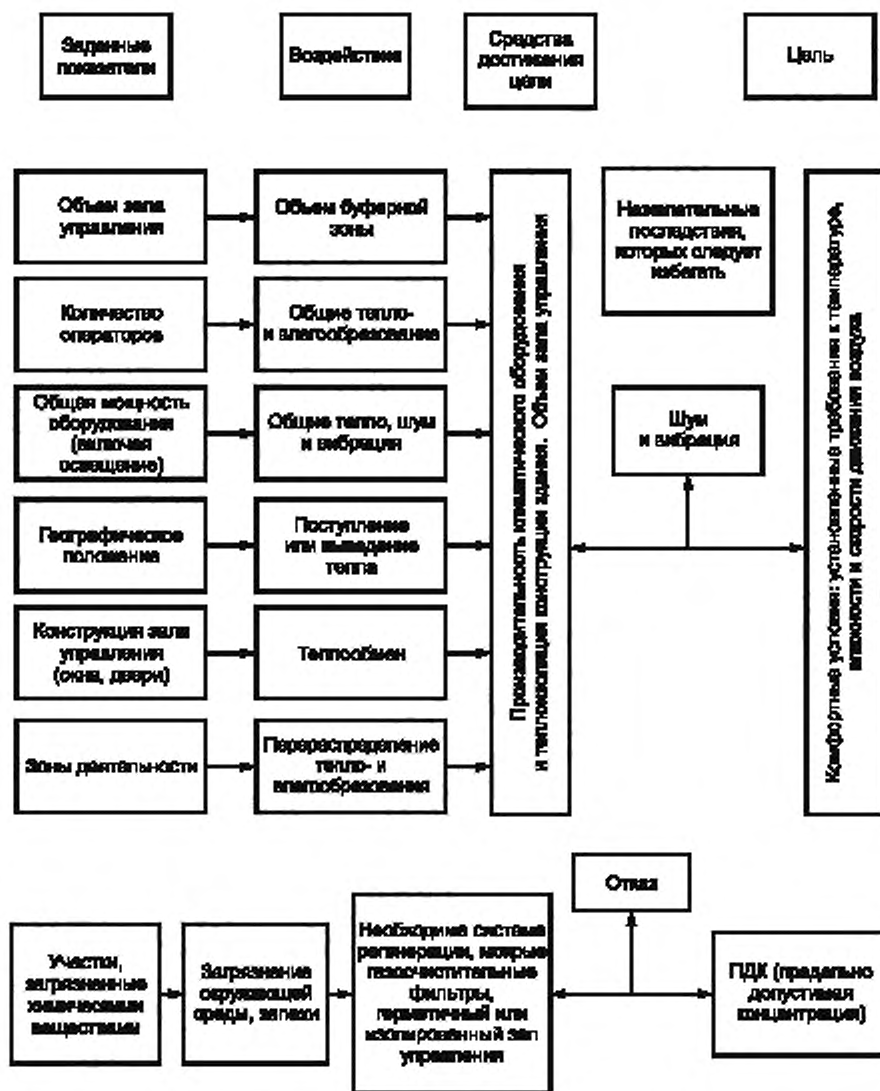 Заданные
показатели
Воздействие
Средства
достижения
цели
Цель
Объем зала
управления
Объем буферной
зоны
Количество
операторов
Общие тепло-
и влагообразование
Общая мощность
оборудования
(включая
освещение)
Общие тепло, шум
и вибрация
Географическое
положение
Поступление
или выведение
тепла
Конструкция зала
управления
(окна, двери)
Теплообмен
Зоны деятельности
Перераспределение
тепло- и
влагообразования
Производительность климатического оборудования
и теплоизоляция конструкции здания. Объем зала управления
Нежелательные
последствия,
которых следует
избегать
Шум
и вибрация
Комфортные условия: установленные требования к температуре,
влажности и скорости движения воздуха
Участки,
загрязненные
химическими
веществами
Загрязнение
окружающей
среды, запахи
Необходима система
регенерации, мокрые
газоочистительные
фильтры,
герметичный или
изолированный зал
управления
Отказ
ПДК (предельно
допустимая
концентрация)